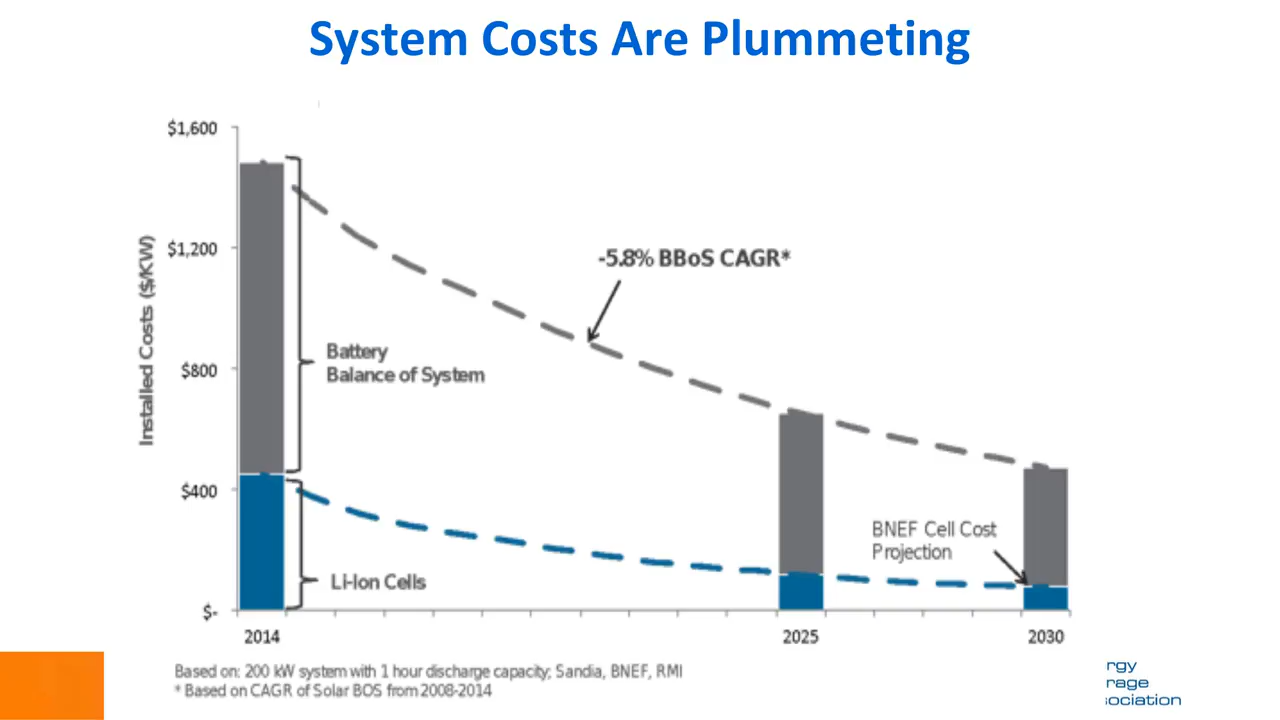 System Costs Are Plummeting
$1,600
$1,200
$800
$400
$-
Installed Costs ($/KW)
-5.8% BBoS CAGR*
Battery
Balance of System
Li-Ion Cells
BNEF Cell Cost
Projection
2014
2025
2030
Based on: 200 kW system with 1 hour discharge capacity; Sandia, BNEF, RMI
* Based on CAGR of Solar BOS from 2008-2014
rgy
rage
sociation